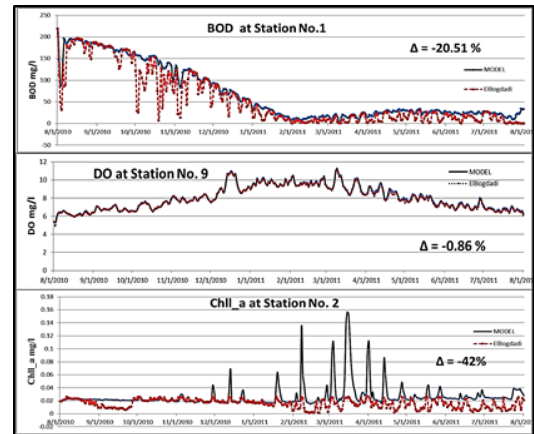 BOD at Station No.1
Δ = -20.51 %
MODEL
ElBogdadi
BOD mg/l
250
200
150
100
50
0
-50
8/1/2010 9/1/2010 10/1/2010 11/1/2010 12/1/2010 1/1/2011 2/1/2011 3/1/2011 4/1/2011 5/1/2011 6/1/2011 7/1/2011 8/1/2011
DO at Station No. 9
MODEL
ElBogdadi
Δ = -0.86 %
DO mg/l
12
10
8
6
4
2
0
8/1/2010 9/1/2010 10/1/2010 11/1/2010 12/1/2010 1/1/2011 2/1/2011 3/1/2011 4/1/2011 5/1/2011 6/1/2011 7/1/2011 8/1/2011
Chll_a at Station No. 2
MODEL
ElBogdadi
Δ = -42%
Chll_a mg/l
0.18
0.16
0.14
0.12
0.1
0.08
0.06
0.04
0.02
0
-0.02
8/1/2010 9/1/2010 10/1/2010 11/1/2010 12/1/2010 1/1/2011 2/1/2011 3/1/2011 4/1/2011 5/1/2011 6/1/2011 7/1/2011 8/1/2011